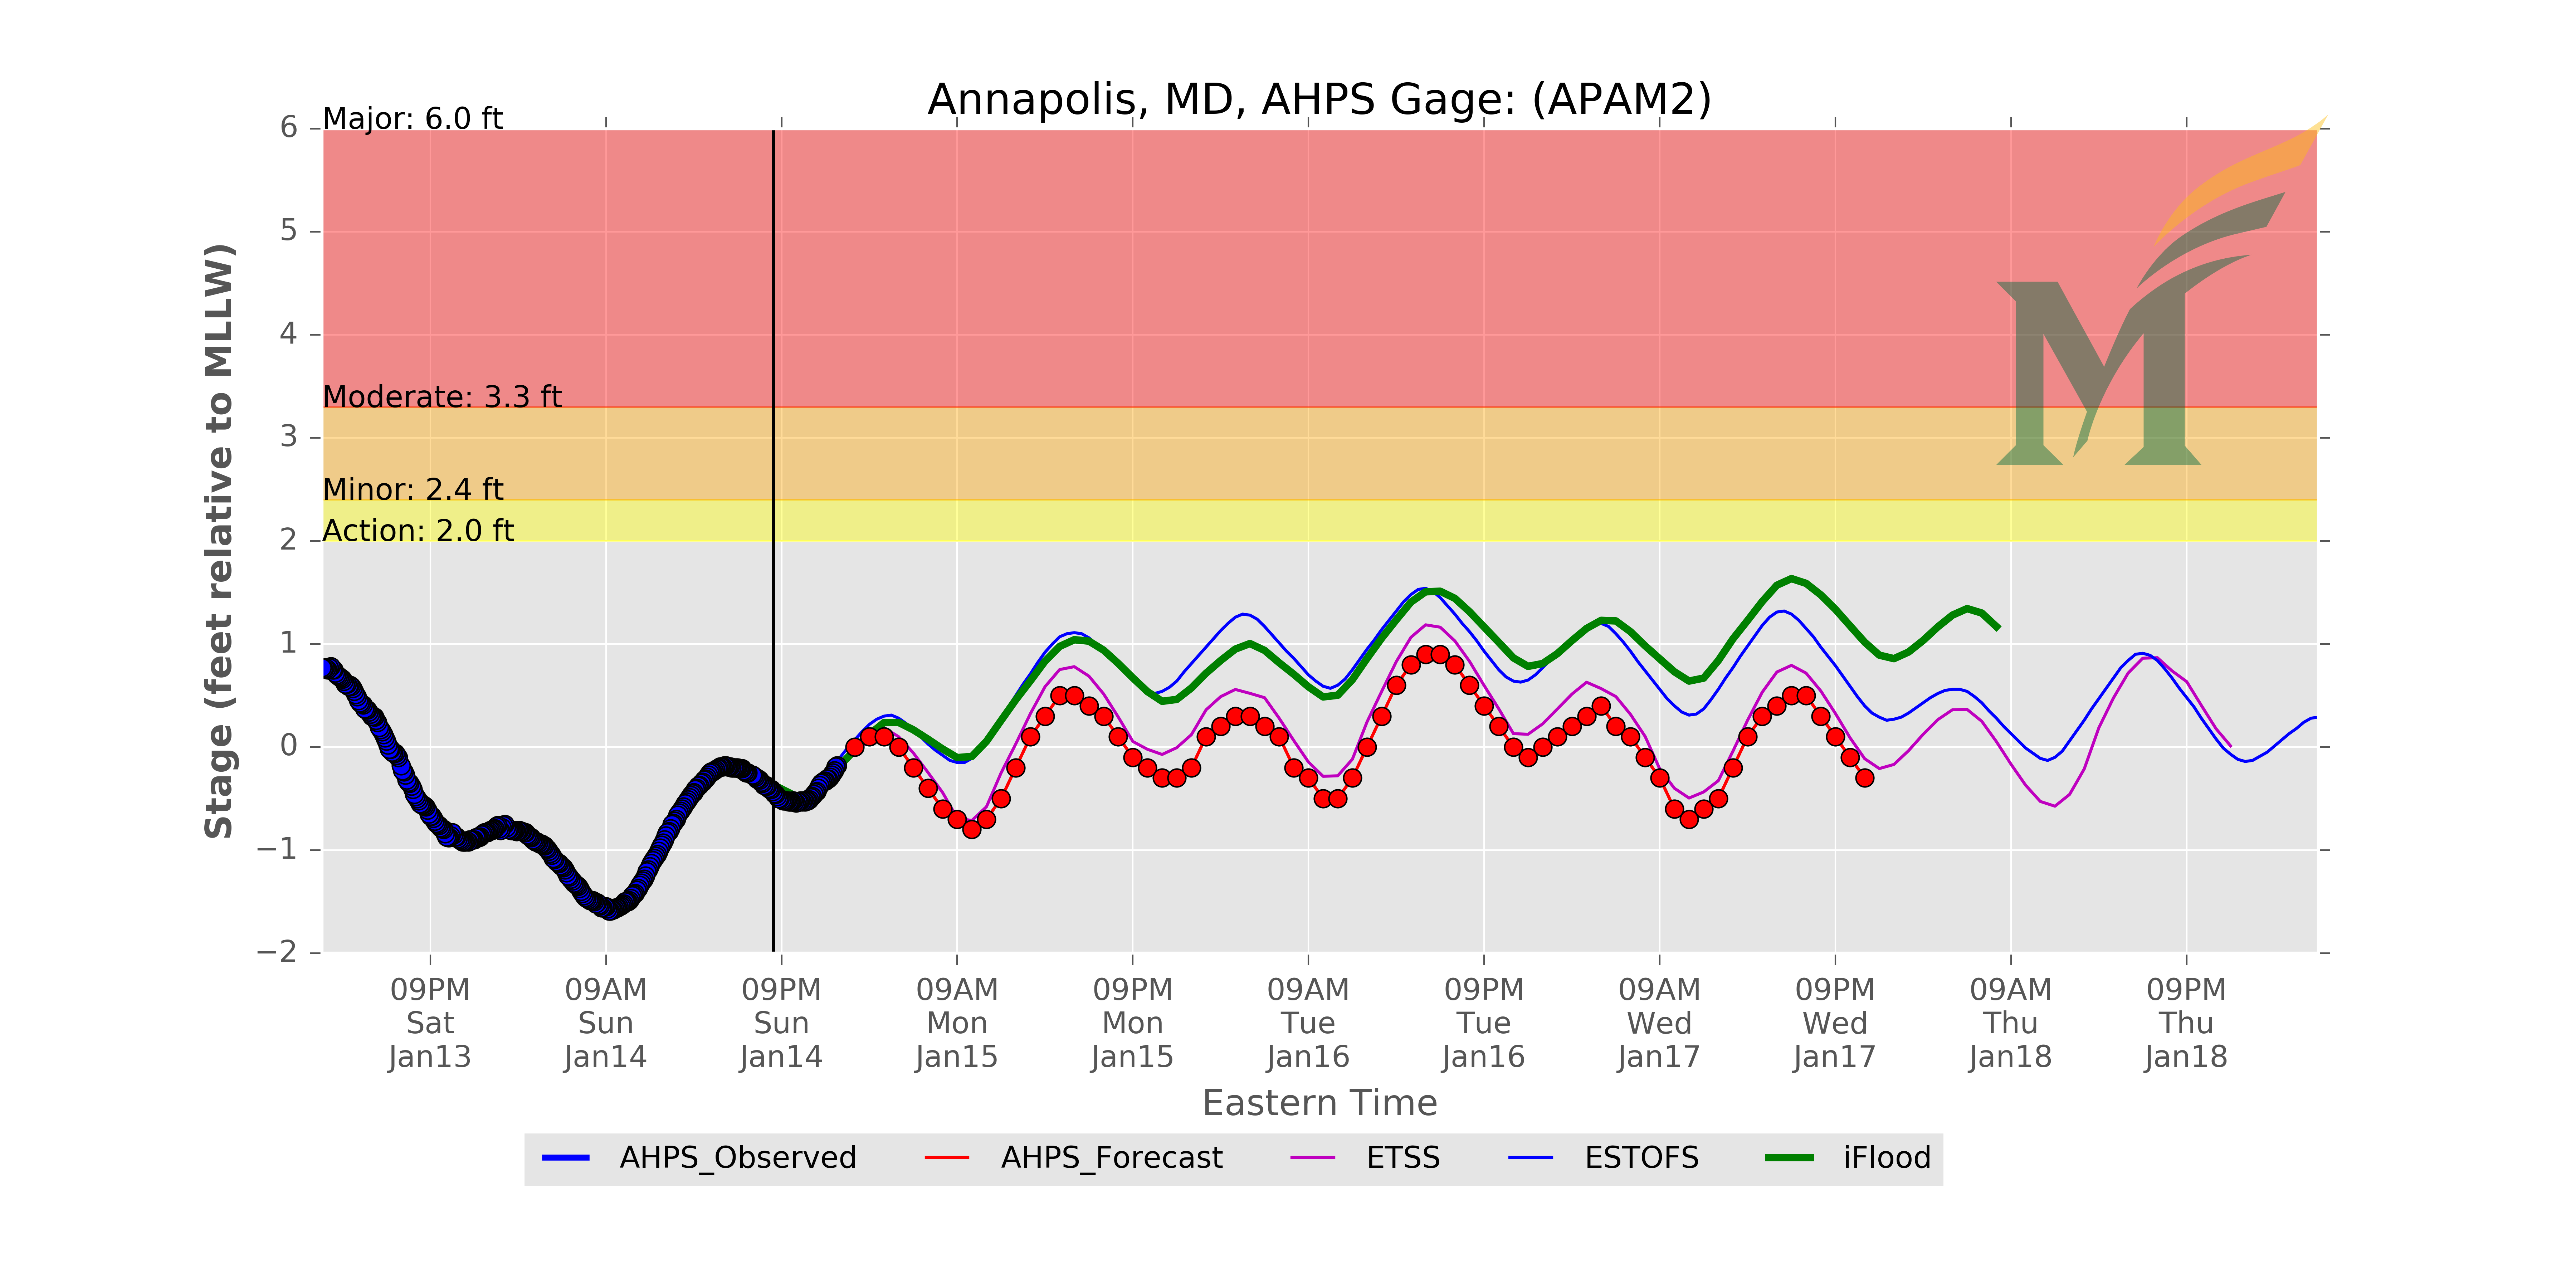 Annapolis, MD, AHPS Gage: (APAM2)
Major: 6.0 ft
Moderate: 3.3 ft
Minor: 2.4 ft
Action: 2.0 ft
6
5
4
3
2
1
0
−1
−2
Stage (feet relative to MLLW)
09PM Sat Jan13
09AM Sun Jan14
09PM Sun Jan14
09AM Mon Jan15
09PM Mon Jan15
09AM Tue Jan16
09PM Tue Jan16
09AM Wed Jan17
09PM Wed Jan17
09AM Thu Jan18
09PM Thu Jan18
Eastern Time
AHPS_Observed
AHPS_Forecast
ETSS
ESTOFS
iFlood
M